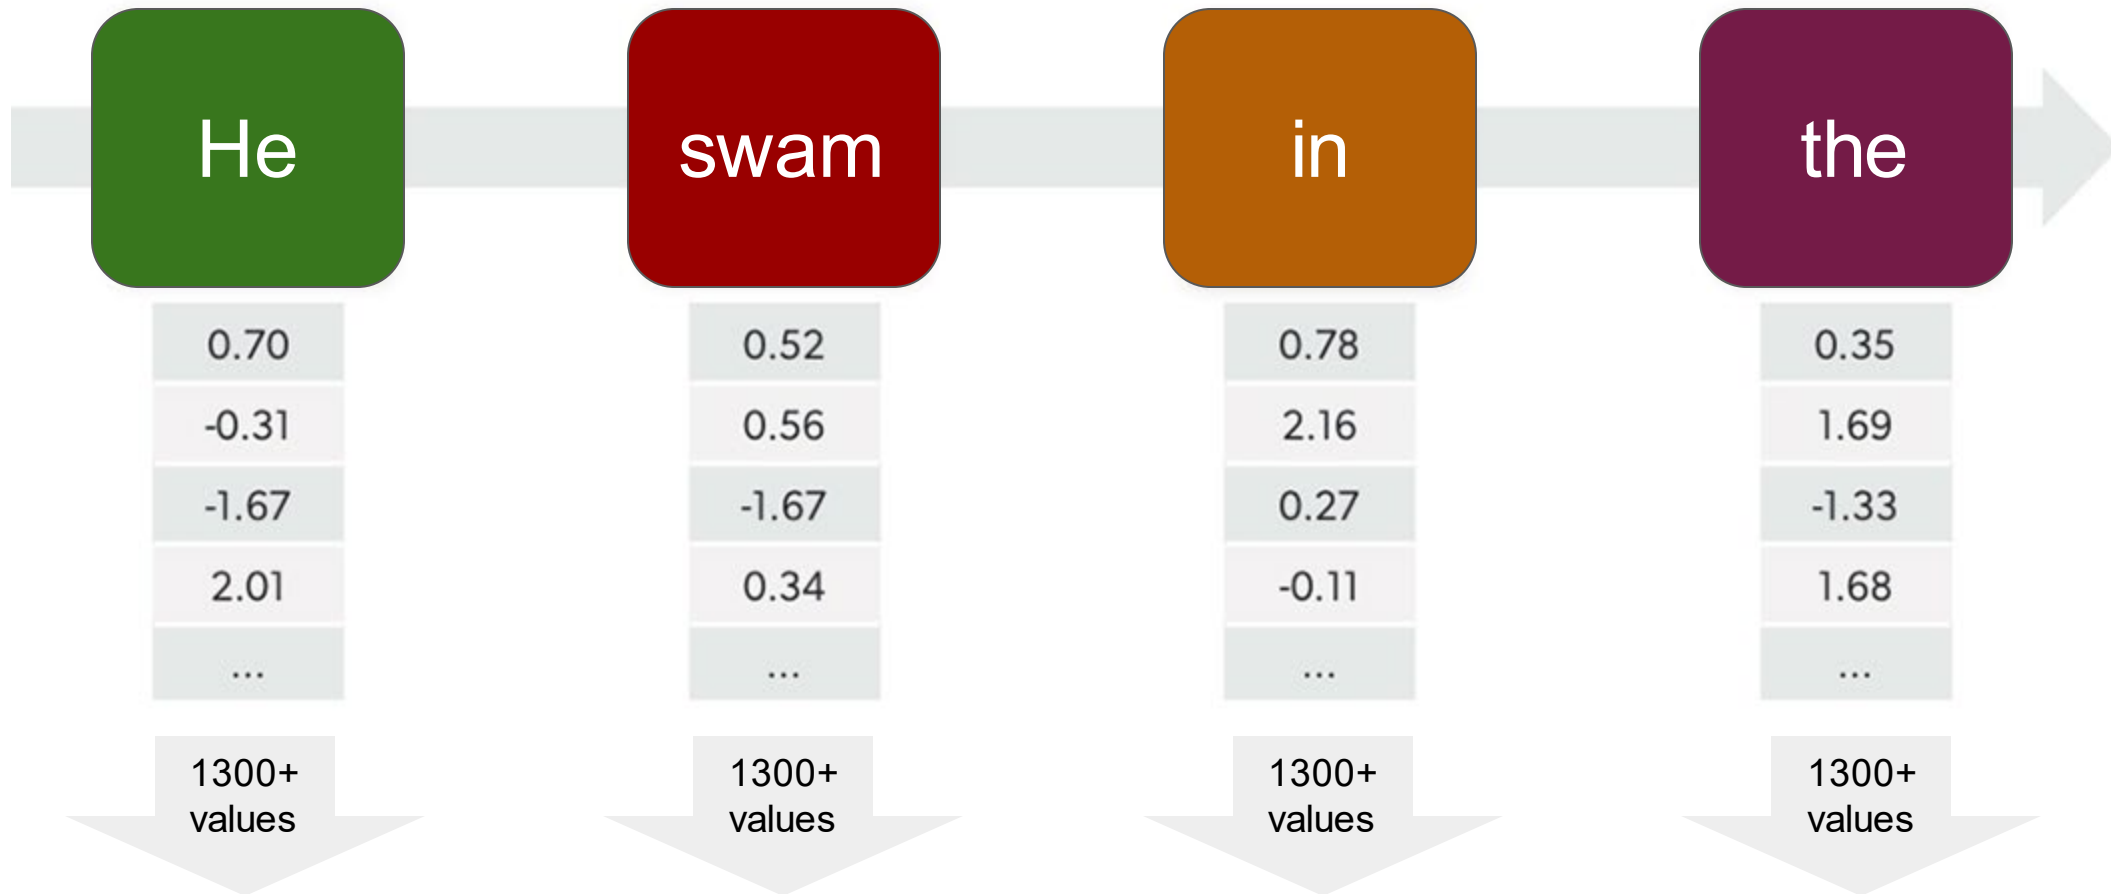 He swam in the
0.70 0.52 0.78 0.35
-0.31 0.56 2.16 1.69
-1.67 -1.67 0.27 -1.33
2.01 0.34 -0.11 1.68
... ... ... ...
1300+ 1300+ 1300+ 1300+
values values values values